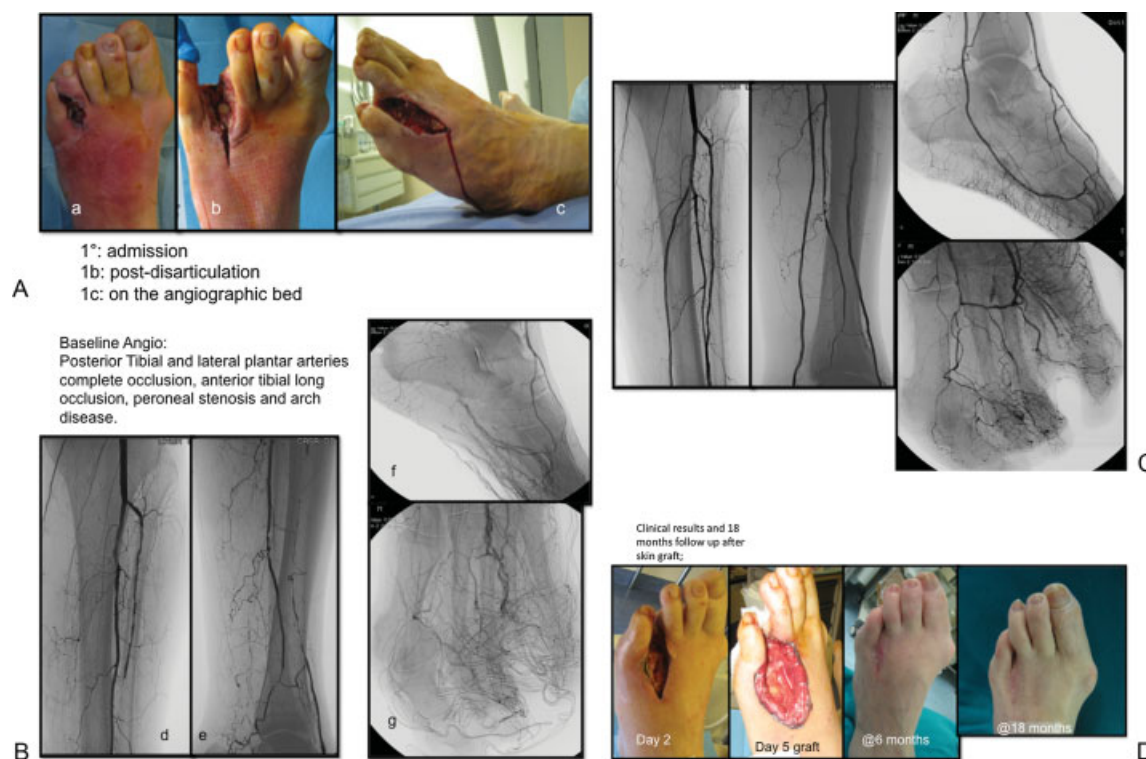 a
b
c
1°: admission
1b: post-disarticulation
1c: on the angiographic bed
A
Baseline Angio:
Posterior Tibial and lateral plantar arteries
complete occlusion, anterior tibial long
occlusion, peroneal stenosis and arch
disease.
d
e
f
g
B
C
Clinical results and 18
months follow up after
skin graft;
Day 2
Day 5 graft
@6 months
@18 months
D